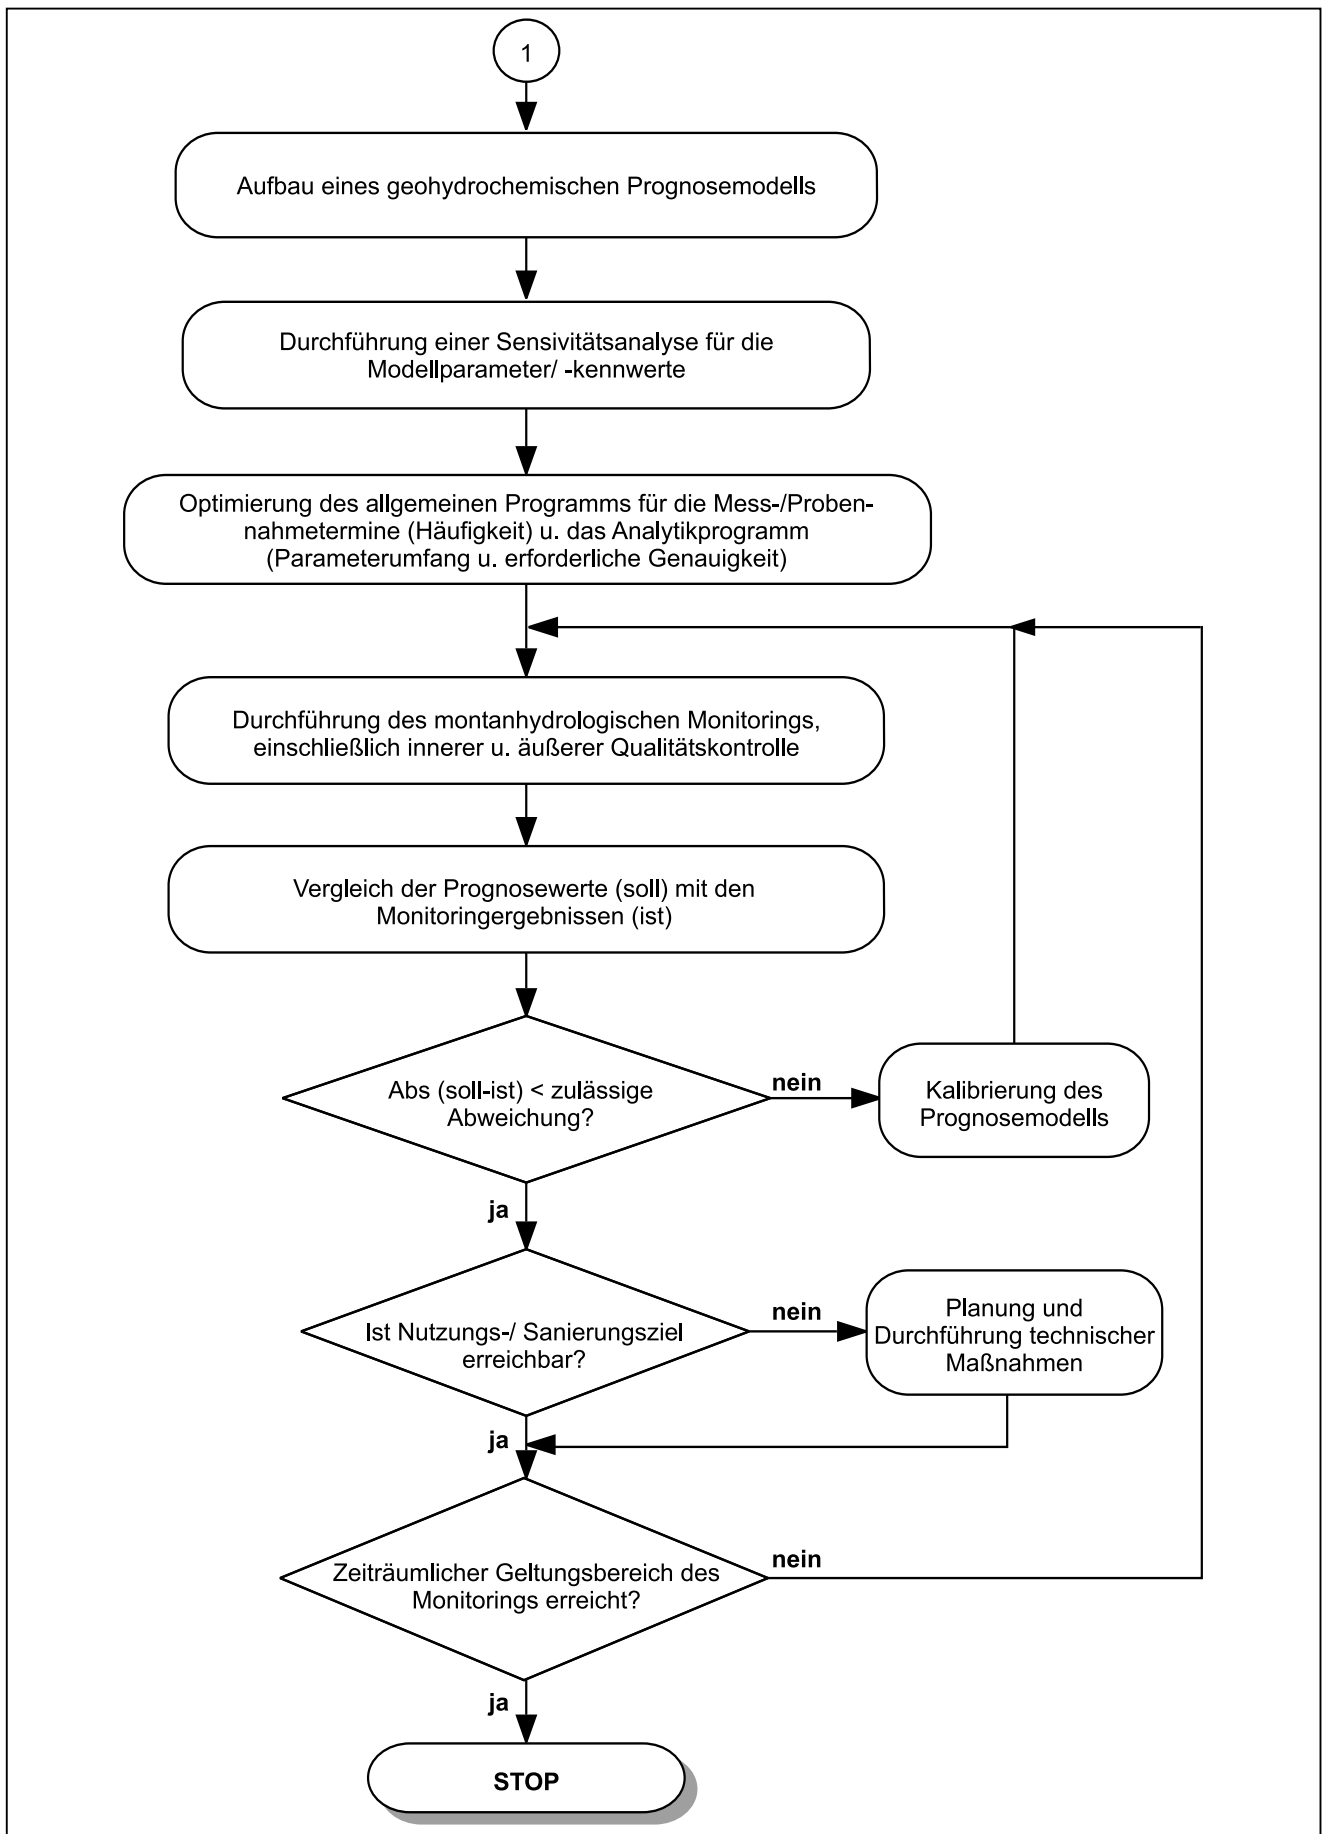 1
Aufbau eines geohydrochemischen Prognosemodells
Durchführung einer Sensivitätsanalyse für die
Modellparameter/ -kennwerte
Optimierung des allgemeinen Programms für die Mess-/Proben-
nahmetermine (Häufigkeit) u. das Analytikprogramm
(Parameterumfang u. erforderliche Genauigkeit)
Durchführung des montanhydrologischen Monitorings,
einschließlich innerer u. äußerer Qualitätskontrolle
Vergleich der Prognosewerte (soll) mit den
Monitoringergebnissen (ist)
Abs (soll-ist) < zulässige
Abweichung?
nein
Kalibrierung des
Prognosemodells
ja
Ist Nutzungs-/ Sanierungsziel
erreichbar?
nein
Planung und
Durchführung technischer
Maßnahmen
ja
Zeiträumlicher Geltungsbereich des
Monitorings erreicht?
nein
ja
STOP